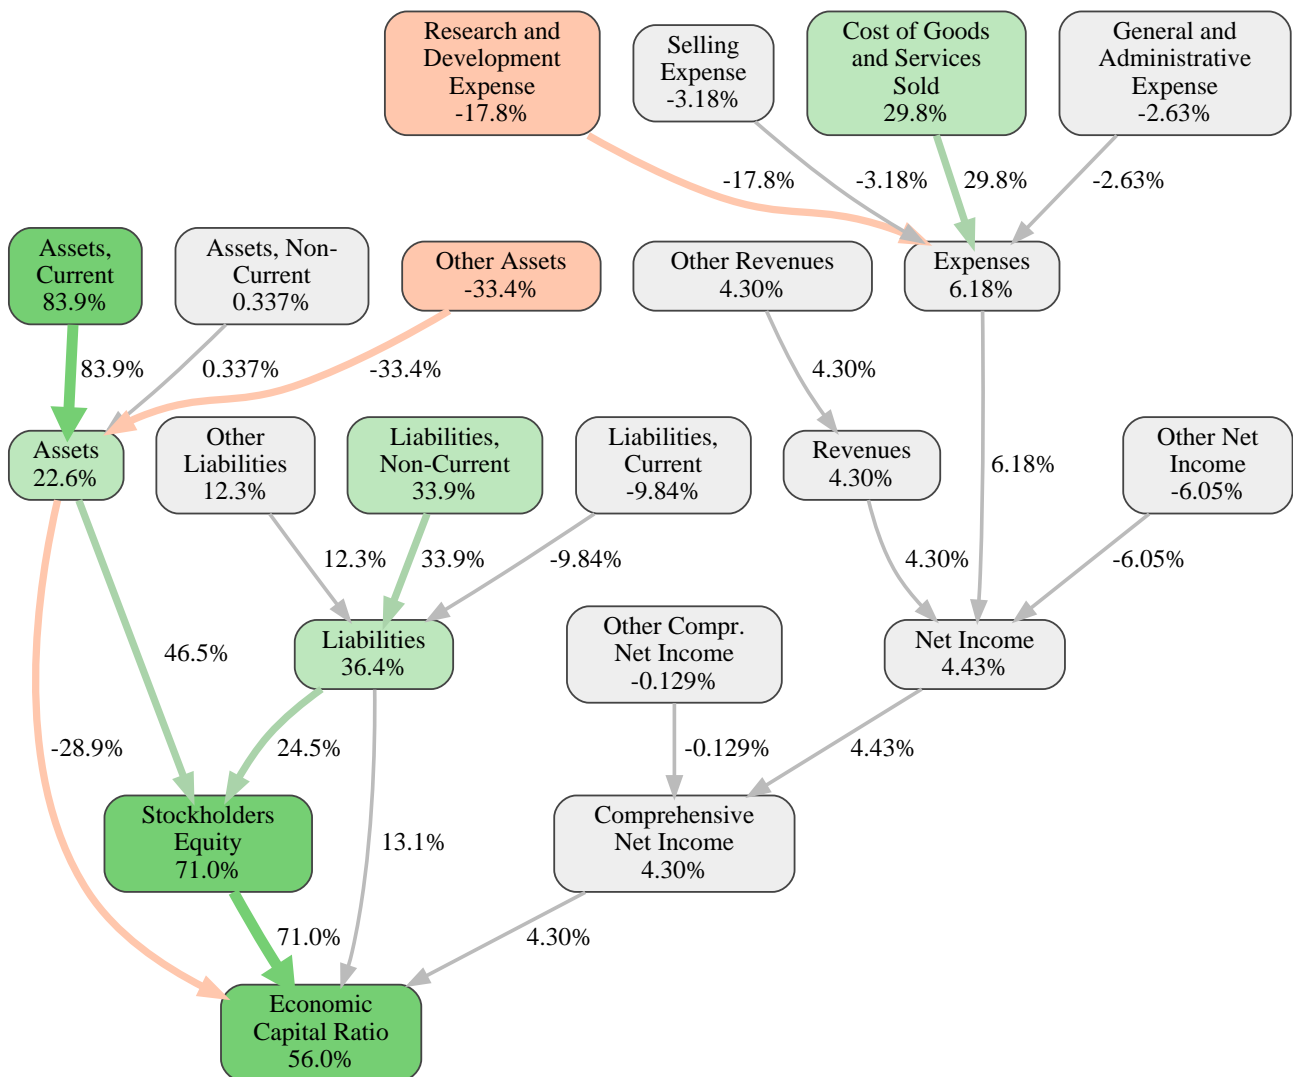 Research and
Development
Expense
-17.8%
Selling
Expense
-3.18%
Cost of Goods
and Services
Sold
29.8%
General and
Administrative
Expense
-2.63%
-17.8%
-3.18%
29.8%
-2.63%
Assets,
Current
83.9%
Assets, Non-
Current
0.337%
Other Assets
-33.4%
Other Revenues
4.30%
Expenses
6.18%
83.9%
0.337%
-33.4%
4.30%
Assets
22.6%
Other
Liabilities
12.3%
Liabilities,
Non-Current
33.9%
Liabilities,
Current
-9.84%
Revenues
4.30%
6.18%
Other Net
Income
-6.05%
12.3%
33.9%
-9.84%
4.30%
-6.05%
46.5%
Liabilities
36.4%
Other Compr.
Net Income
-0.129%
Net Income
4.43%
-28.9%
24.5%
-0.129%
4.43%
Stockholders
Equity
71.0%
13.1%
Comprehensive
Net Income
4.30%
71.0%
4.30%
Economic
Capital Ratio
56.0%